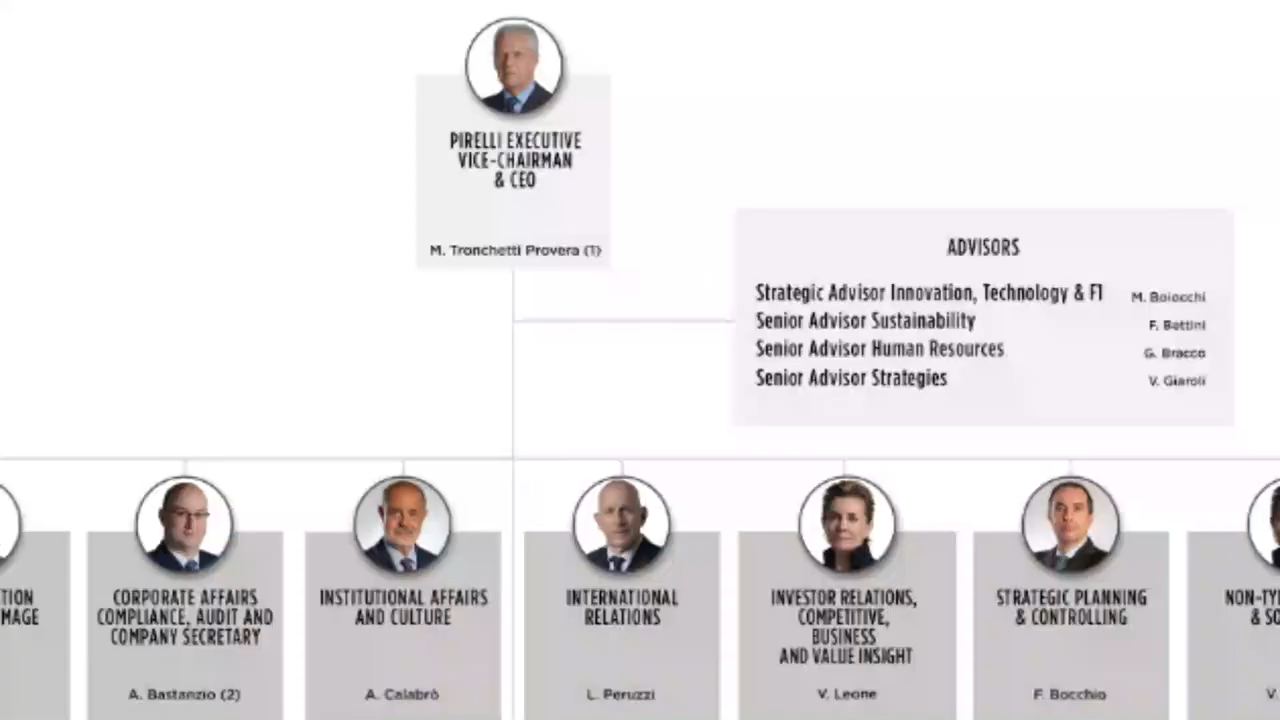 PIRELLI EXECUTIVE
VICE-CHAIRMAN
& CEO
M. Tronchetti Provera (1)
ADVISORS
Strategic Advisor Innovation, Technology & F1 M. Boiocchi
Senior Advisor Sustainability F. Bettini
Senior Advisor Human Resources G. Bracco
Senior Advisor Strategies V. Giaroli
TION
MAGE
CORPORATE AFFAIRS
COMPLIANCE, AUDIT AND
COMPANY SECRETARY
A. Bastanzio (2)
INSTITUTIONAL AFFAIRS
AND CULTURE
A. Calabrò
INTERNATIONAL
RELATIONS
L. Peruzzi
INVESTOR RELATIONS,
COMPETITIVE,
BUSINESS
AND VALUE INSIGHT
V. Leone
STRATEGIC PLANNING
& CONTROLLING
F. Bocchio
NON-TY
& SO
V.